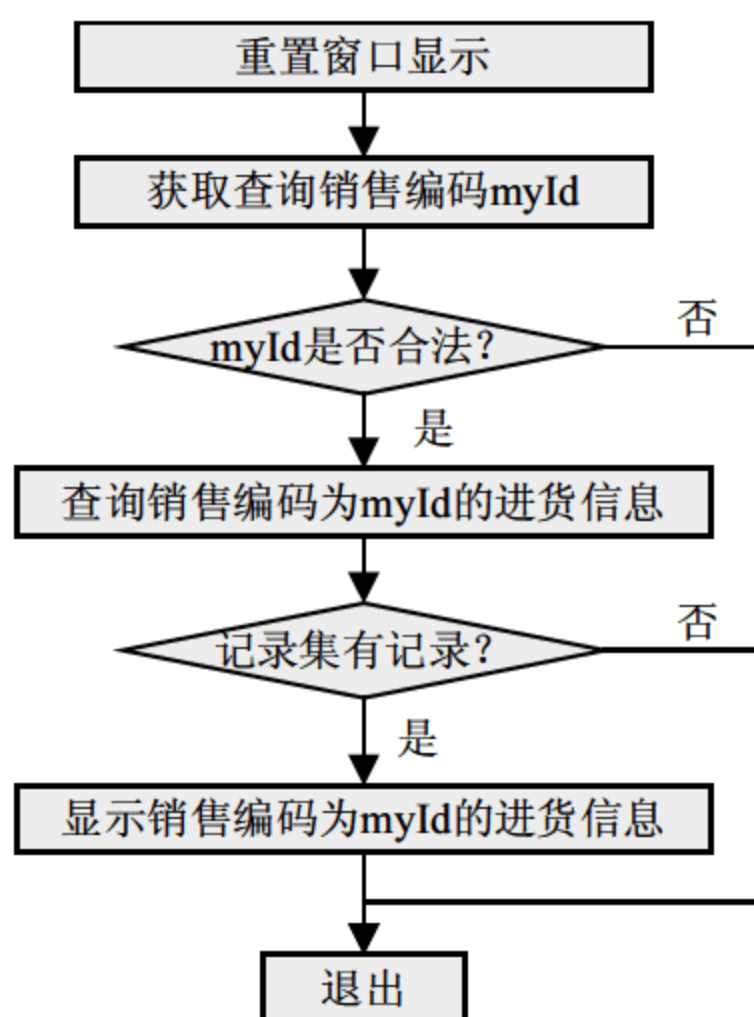 重置窗口显示
获取查询销售编码myId
否
myId是否合法？
是
查询销售编码为myId的进货信息
否
记录集有记录？
是
显示销售编码为myId的进货信息
退出